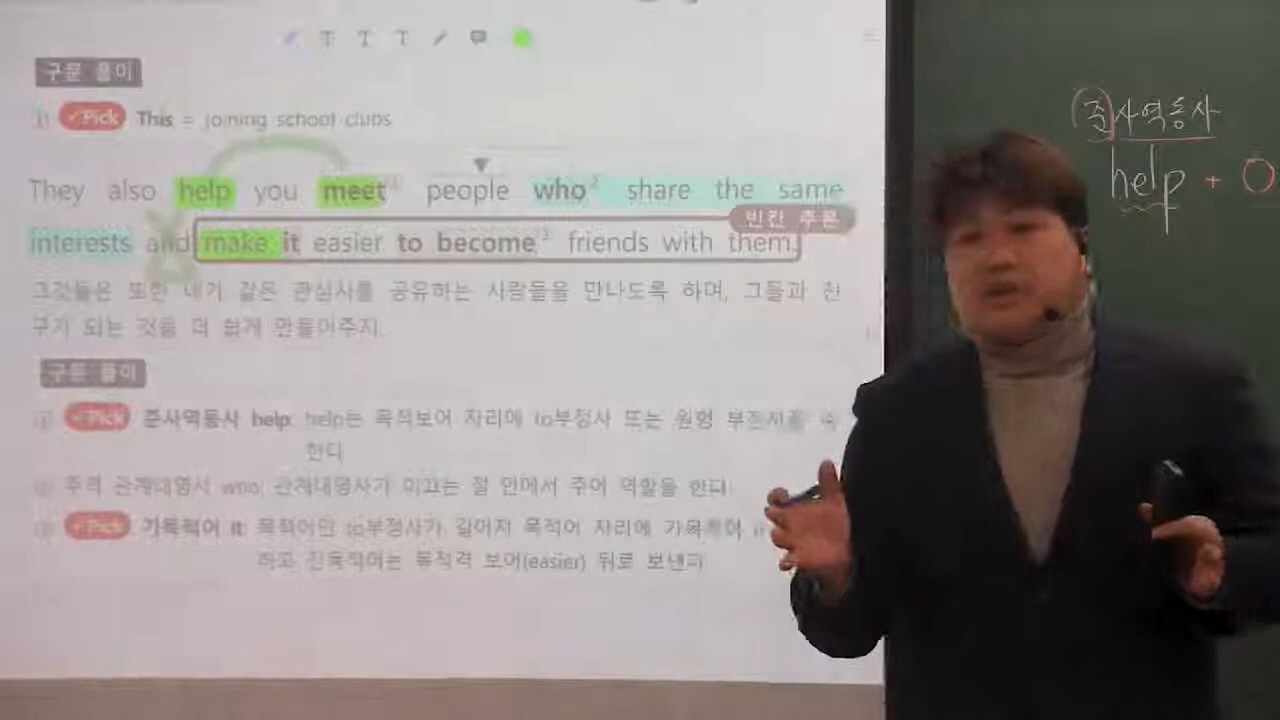 구문 풀이
Pick This = joining school clubs
They also help you meet① people who² share the same
빈칸 추론
interests and make it easier to become³ friends with them.
그것들은 또한 네가 같은 관심사를 공유하는 사람들을 만나도록 하며, 그들과 친
구가 되는 것을 더 쉽게 만들어주지.
구문 풀이
① Pick 준사역동사 help: help는 목적보어 자리에 to부정사 또는 원형 부정사를
한다
② 주격 관계대명사 who: 관계대명사가 이끄는 절 안에서 주어 역할을 한다
③ Pick 가목적어 it: 목적어인 to부정사가 길어져 목적어 자리에 가목적어
하고 진목적어는 목적격 보어(easier) 뒤로 보낸다
준사역동사
help + O